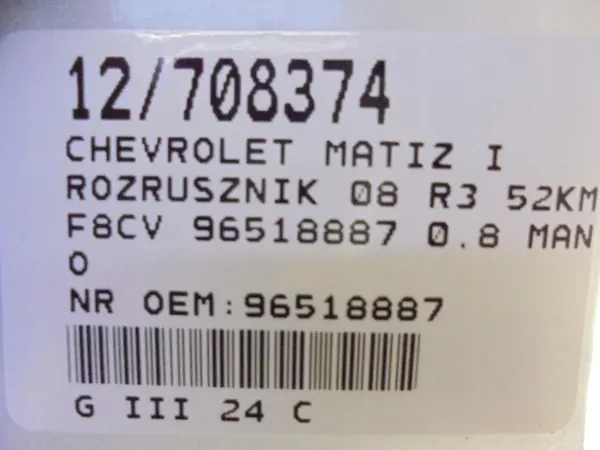 12/708374
CHEVROLET MATIZ I
ROZRUSZNIK 08 R3 52KM
F8CV 96518887 0.8 MAN
O
NR OEM:96518887
G III 24 C